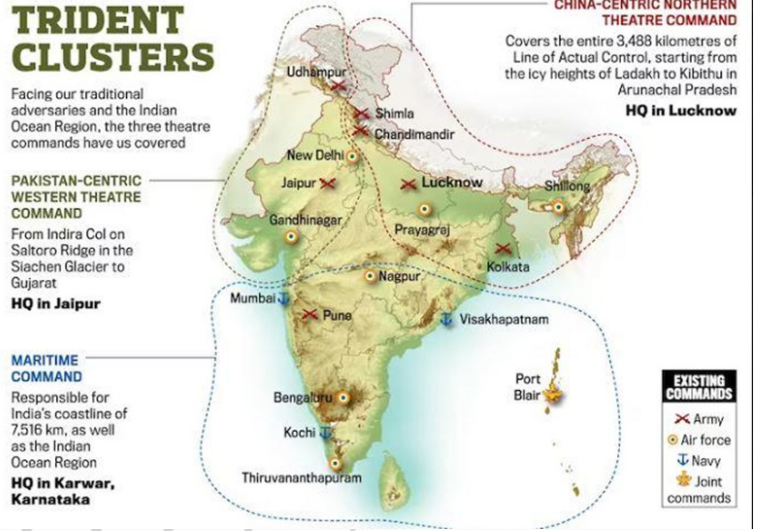 TRIDENT
CLUSTERS
Facing our traditional
adversaries and the Indian
Ocean Region, the three theatre
commands have us covered
PAKISTAN-CENTRIC
WESTERN THEATRE
COMMAND
From Indira Col on
Saltoro Ridge in the
Siachen Glacier to
Gujarat
HQ in Jaipur
MARITIME
COMMAND
Responsible for
India's coastline of
7,516 km, as well
as the Indian
Ocean Region
HQ in Karwar,
Karnataka
CHINA-CENTRIC NORTHERN
THEATRE COMMAND
Covers the entire 3,488 kilometres of
Line of Actual Control, starting from
the icy heights of Ladakh to Kibithu in
Arunachal Pradesh
HQ in Lucknow
Udhampur
Shimla
Chandimandir
New Delhi
Jaipur
Lucknow
Shillong
Gandhinagar
Prayagraj
Kolkata
Nagpur
Mumbai
Pune
Visakhapatnam
Port
Blair
Bengaluru
Kochi
Thiruvananthapuram
EXISTING
COMMANDS
Army
Air force
Navy
Joint
commands